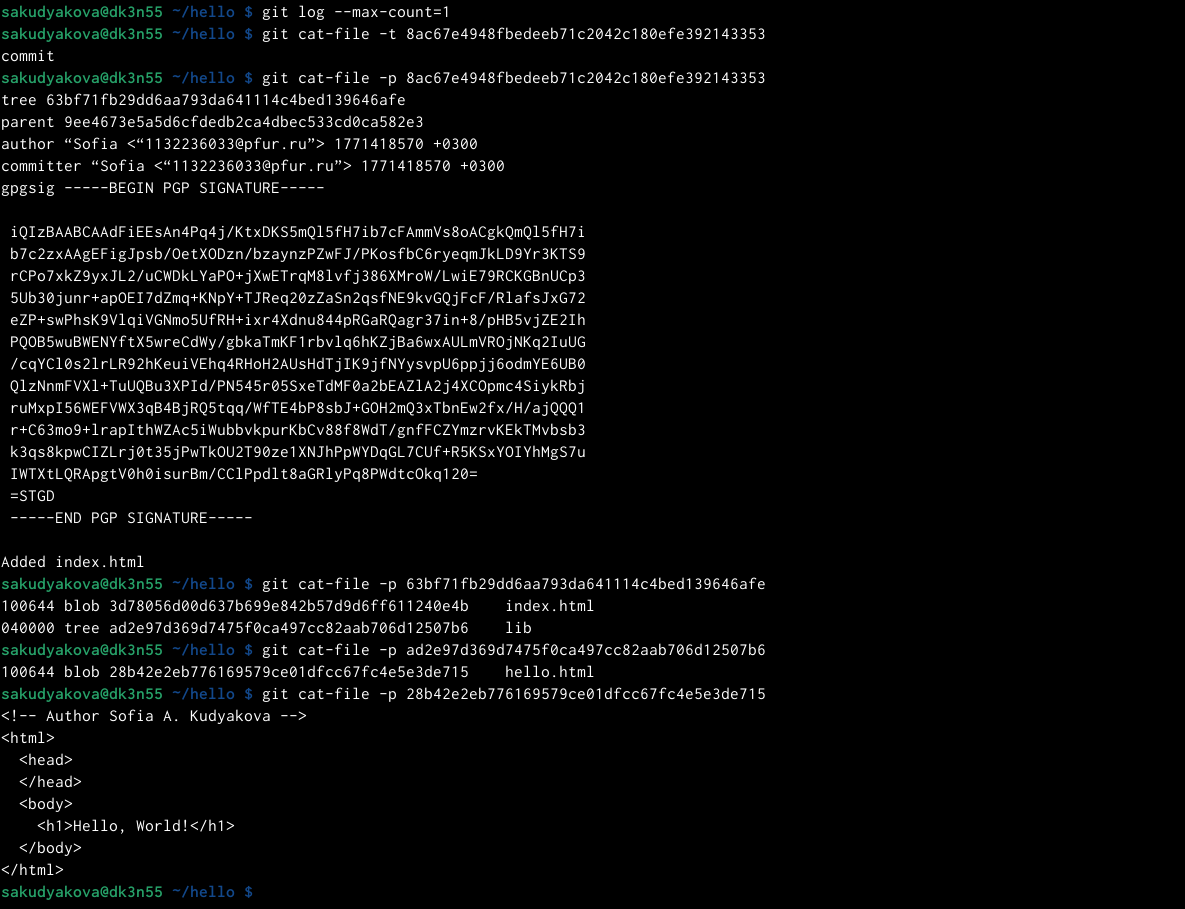 sakudyakova@dk3n55 ~/hello $ git log --max-count=1
sakudyakova@dk3n55 ~/hello $ git cat-file -t 8ac67e4948fbedeeb71c2042c180efe392143353
commit
sakudyakova@dk3n55 ~/hello $ git cat-file -p 8ac67e4948fbedeeb71c2042c180efe392143353
tree 63bf71fb29dd6aa793da641114c4bed139646afe
parent 9ee4673e5a5d6cfdedb2ca4dbec533cd0ca582e3
author “Sofia <“1132236033@pfur.ru”> 1771418570 +0300
committer “Sofia <“1132236033@pfur.ru”> 1771418570 +0300
gpgsig -----BEGIN PGP SIGNATURE-----
iQIzBAABCAAdFiEEsAn4Pq4j/KtxDKS5mQl5fH7ib7cFAmmVs8oACgkQmQl5fH7i
b7c2zxAAgEFigJpsb/OetXODzn/bzaynzPZwFJ/PKosfbC6ryeqmJkLD9Yr3KTS9
rCPo7xkZ9yxJL2/uCWDkLYaPO+jXwETrqM8lvfj386XMroW/LwiE79RCKGBnUCp3
5Ub30junr+apOEI7dZmq+KNpY+TJReq20zZaSn2qsfNE9kvGQjFcF/RlafsJxG72
eZP+swPhsK9VlqiVGNmo5UfRH+ixr4Xdnu844pRGaRQagr37in+8/pHB5vjZE2Ih
PQOB5wuBWENYftX5wreCdWy/gbkaTmKF1rbvlq6hKZjBa6wxAULmVROjNKq2IuUG
/cqYCl0s2lrLR92hKeuiVEhq4RHoH2AUsHdTjIK9jfNYysvpU6ppjj6odmYE6UB0
QlzNnmFVXl+TuUQBu3XPId/PN545r05SxeTdMF0a2bEAZlA2j4XCOpmc4SiykRbj
ruMxpI56WEFVWX3qB4BjRQ5tqq/WfTE4bP8sbJ+GOH2mQ3xTbnEw2fx/H/ajQQQ1
r+C63mo9+lrapIthWZAc5iWubbvkpurKbCv88f8WdT/gnfFCZYmzrvKEkTMvbsb3
k3qs8kpwCIZLrj0t35jPwTkOU2T90ze1XNJhPpWYDqGL7CUf+R5KSxYOIYhMgS7u
IWTXtLQRApgtV0h0isurBm/CClPpdlt8aGRlyPq8PWdtcOkq120=
=STGD
-----END PGP SIGNATURE-----
Added index.html
sakudyakova@dk3n55 ~/hello $ git cat-file -p 63bf71fb29dd6aa793da641114c4bed139646afe
100644 blob 3d78056d00d637b699e842b57d9d6ff611240e4b    index.html
040000 tree ad2e97d369d7475f0ca497cc82aab706d12507b6    lib
sakudyakova@dk3n55 ~/hello $ git cat-file -p ad2e97d369d7475f0ca497cc82aab706d12507b6
100644 blob 28b42e2eb776169579ce01dfcc67fc4e5e3de715    hello.html
sakudyakova@dk3n55 ~/hello $ git cat-file -p 28b42e2eb776169579ce01dfcc67fc4e5e3de715
<!-- Author Sofia A. Kudyakova -->
<html>
  <head>
  </head>
  <body>
    <h1>Hello, World!</h1>
  </body>
</html>
sakudyakova@dk3n55 ~/hello $